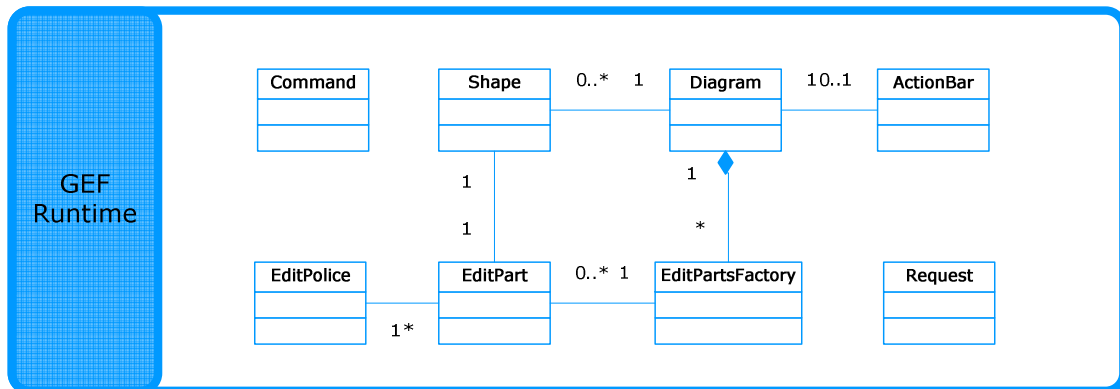 GEF
Runtime
Command
Shape
0..* 1
Diagram
10..1
ActionBar
1
1
1
*
EditPolice
1*
EditPart
0..* 1
EditPartsFactory
Request